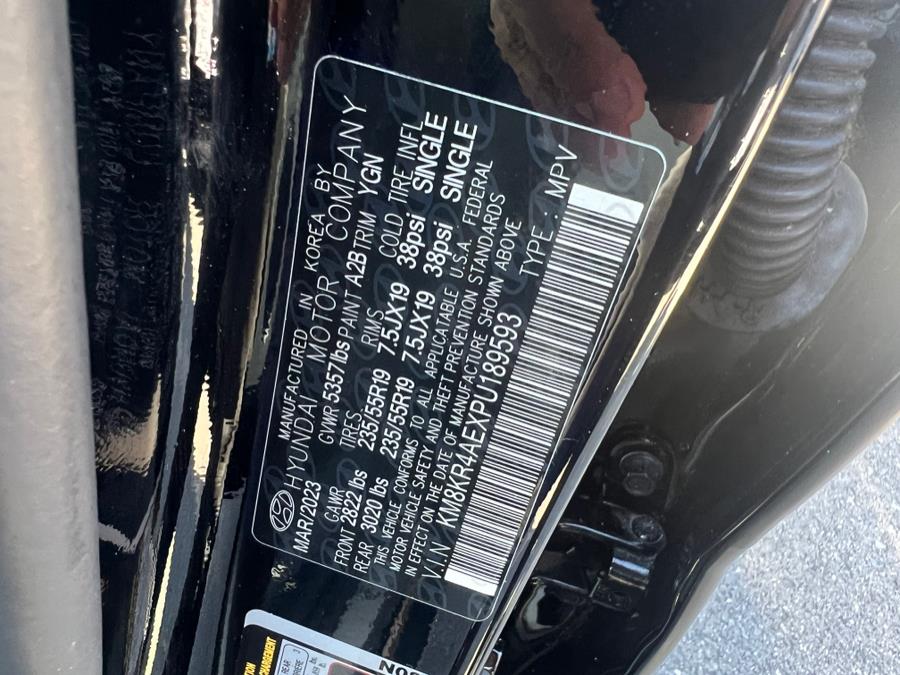 MANUFACTURED IN KOREA BY
HYUNDAI MOTOR COMPANY
MAR/2023 GVWR 5357lbs PAINT A2B TRIM YGN
GAWR TIRES RIMS COLD TIRE INFL
FRONT 2822 lbs 235/55R19 7.5JX19 38psi SINGLE
REAR 3020 lbs 235/55R19 7.5JX19 38psi SINGLE
THIS VEHICLE CONFORMS TO ALL APPLICABLE U.S.A. FEDERAL
MOTOR VEHICLE SAFETY AND THEFT PREVENTION STANDARDS
IN EFFECT ON THE DATE OF MANUFACTURE SHOWN ABOVE
V.I.N KM8KR4AEXPU189593 TYPE : MPV
REAR 3